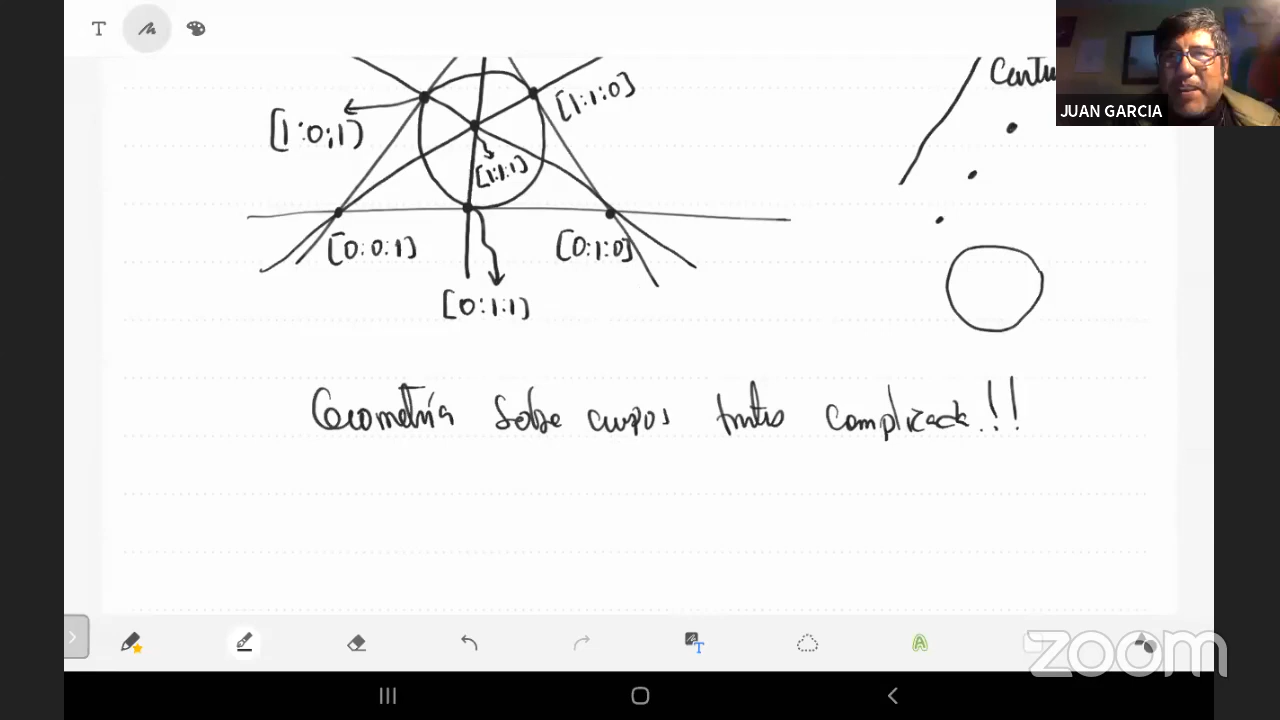 Centu
JUAN GARCIA
[1:1:0]
[1:0:1]
[1:1:1]
[0:0:1]
[0:1:0]
[0:1:1]
Geometría sobre cuerpos finitos complicada!!
zoom